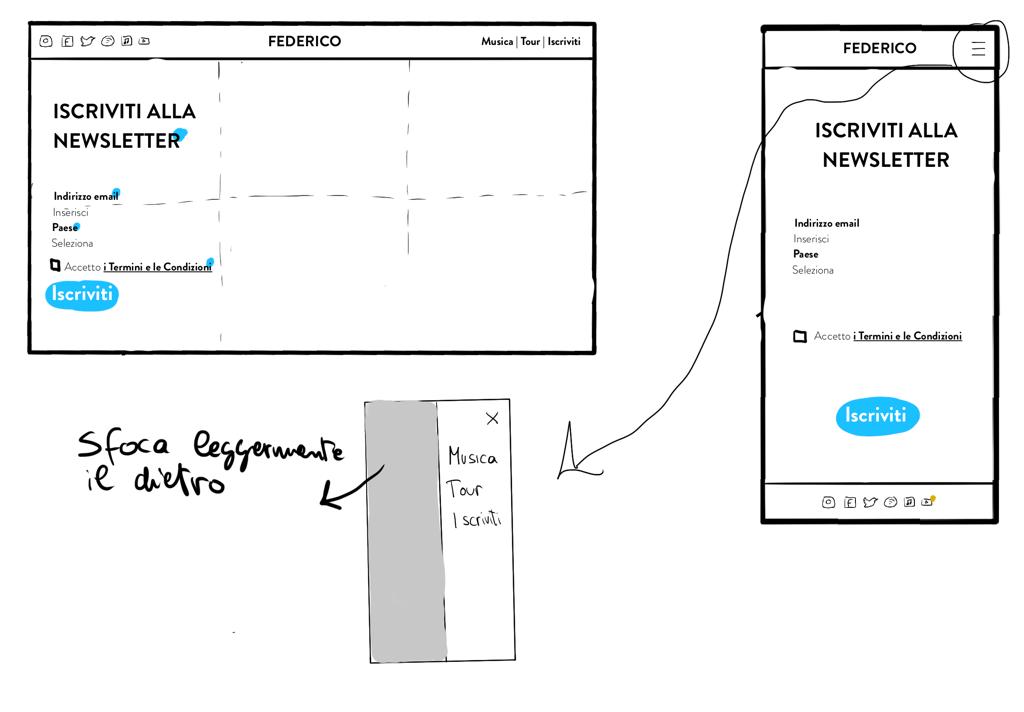 FEDERICO
Musica | Tour | Iscriviti
ISCRIVITI ALLA
NEWSLETTER
Indirizzo email
Inserisci
Paese
Seleziona
Accetto i Termini e le Condizioni
Iscriviti
FEDERICO
ISCRIVITI ALLA
NEWSLETTER
Indirizzo email
Inserisci
Paese
Seleziona
Accetto i Termini e le Condizioni
Iscriviti
Sfoca leggermente
il dietro
Musica
Tour
Iscriviti